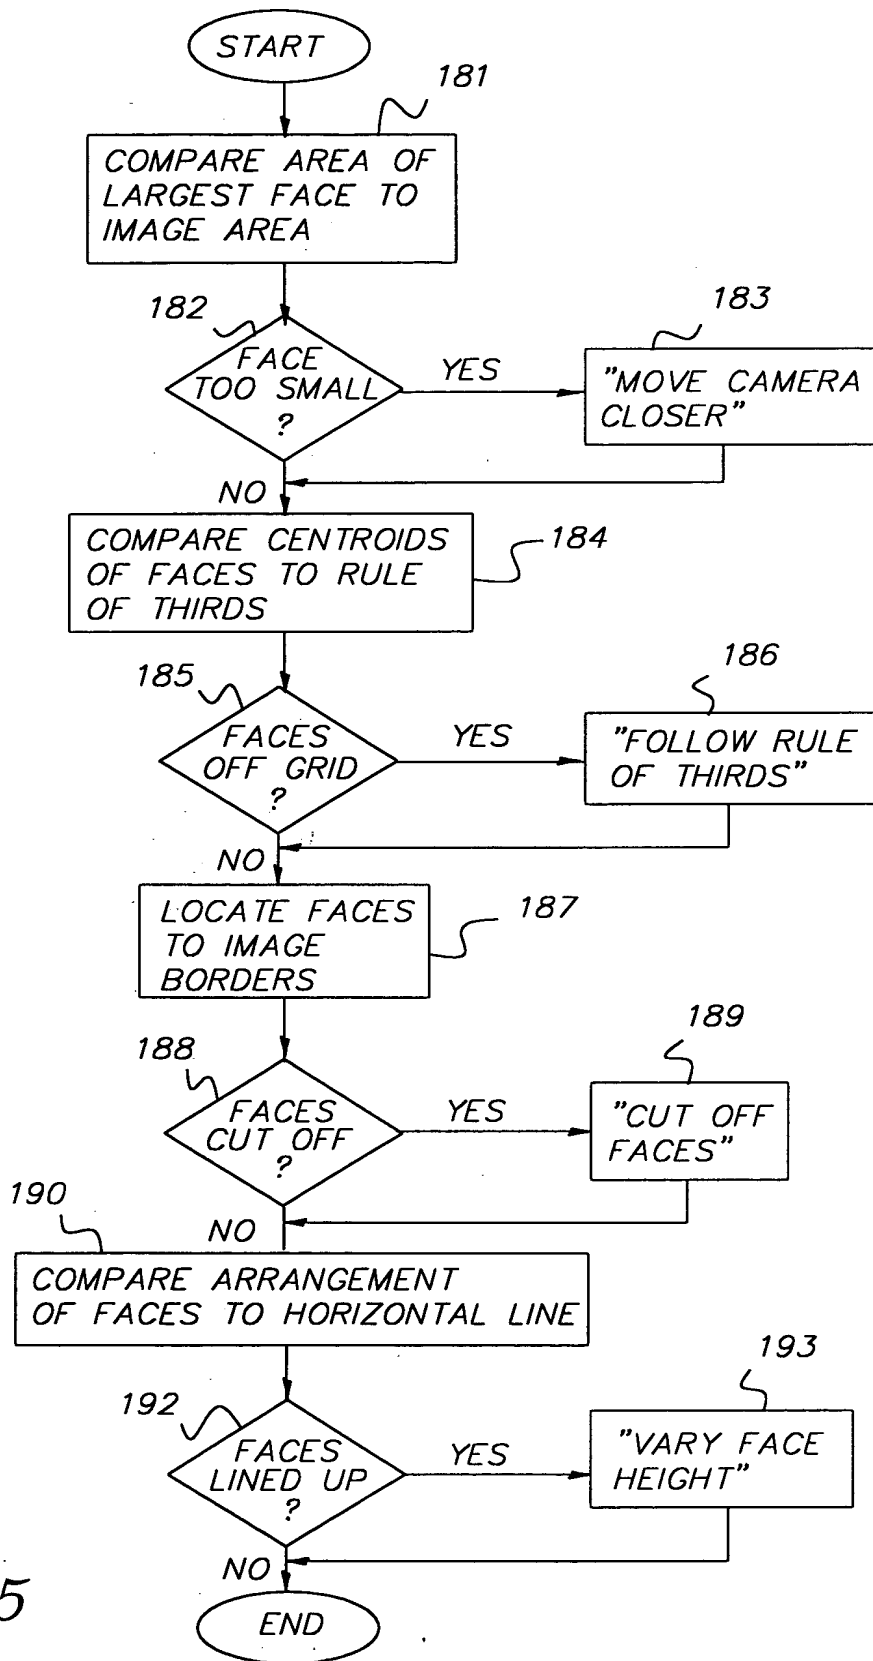 START
181
COMPARE AREA OF
LARGEST FACE TO
IMAGE AREA
182
FACE
TOO SMALL
?
YES
183
"MOVE CAMERA
CLOSER"
NO
COMPARE CENTROIDS
OF FACES TO RULE
OF THIRDS
184
185
FACES
OFF GRID
?
YES
186
"FOLLOW RULE
OF THIRDS"
NO
LOCATE FACES
TO IMAGE
BORDERS
187
188
FACES
CUT OFF
?
YES
189
"CUT OFF
FACES"
NO
190
COMPARE ARRANGEMENT
OF FACES TO HORIZONTAL LINE
192
FACES
LINED UP
?
YES
193
"VARY FACE
HEIGHT"
NO
END
5